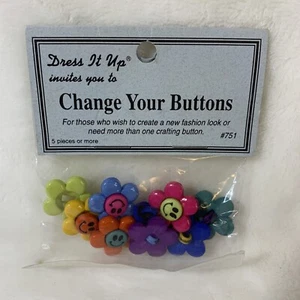 Dress It Up®
invites you to
Change Your Buttons
For those who wish to create a new fashion look or
need more than one crafting button.
5 pieces or more
#751